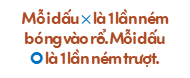 Mỗi dấu × là 1 lần ném
bóng vào rổ. Mỗi dấu
O là 1 lần ném trượt.